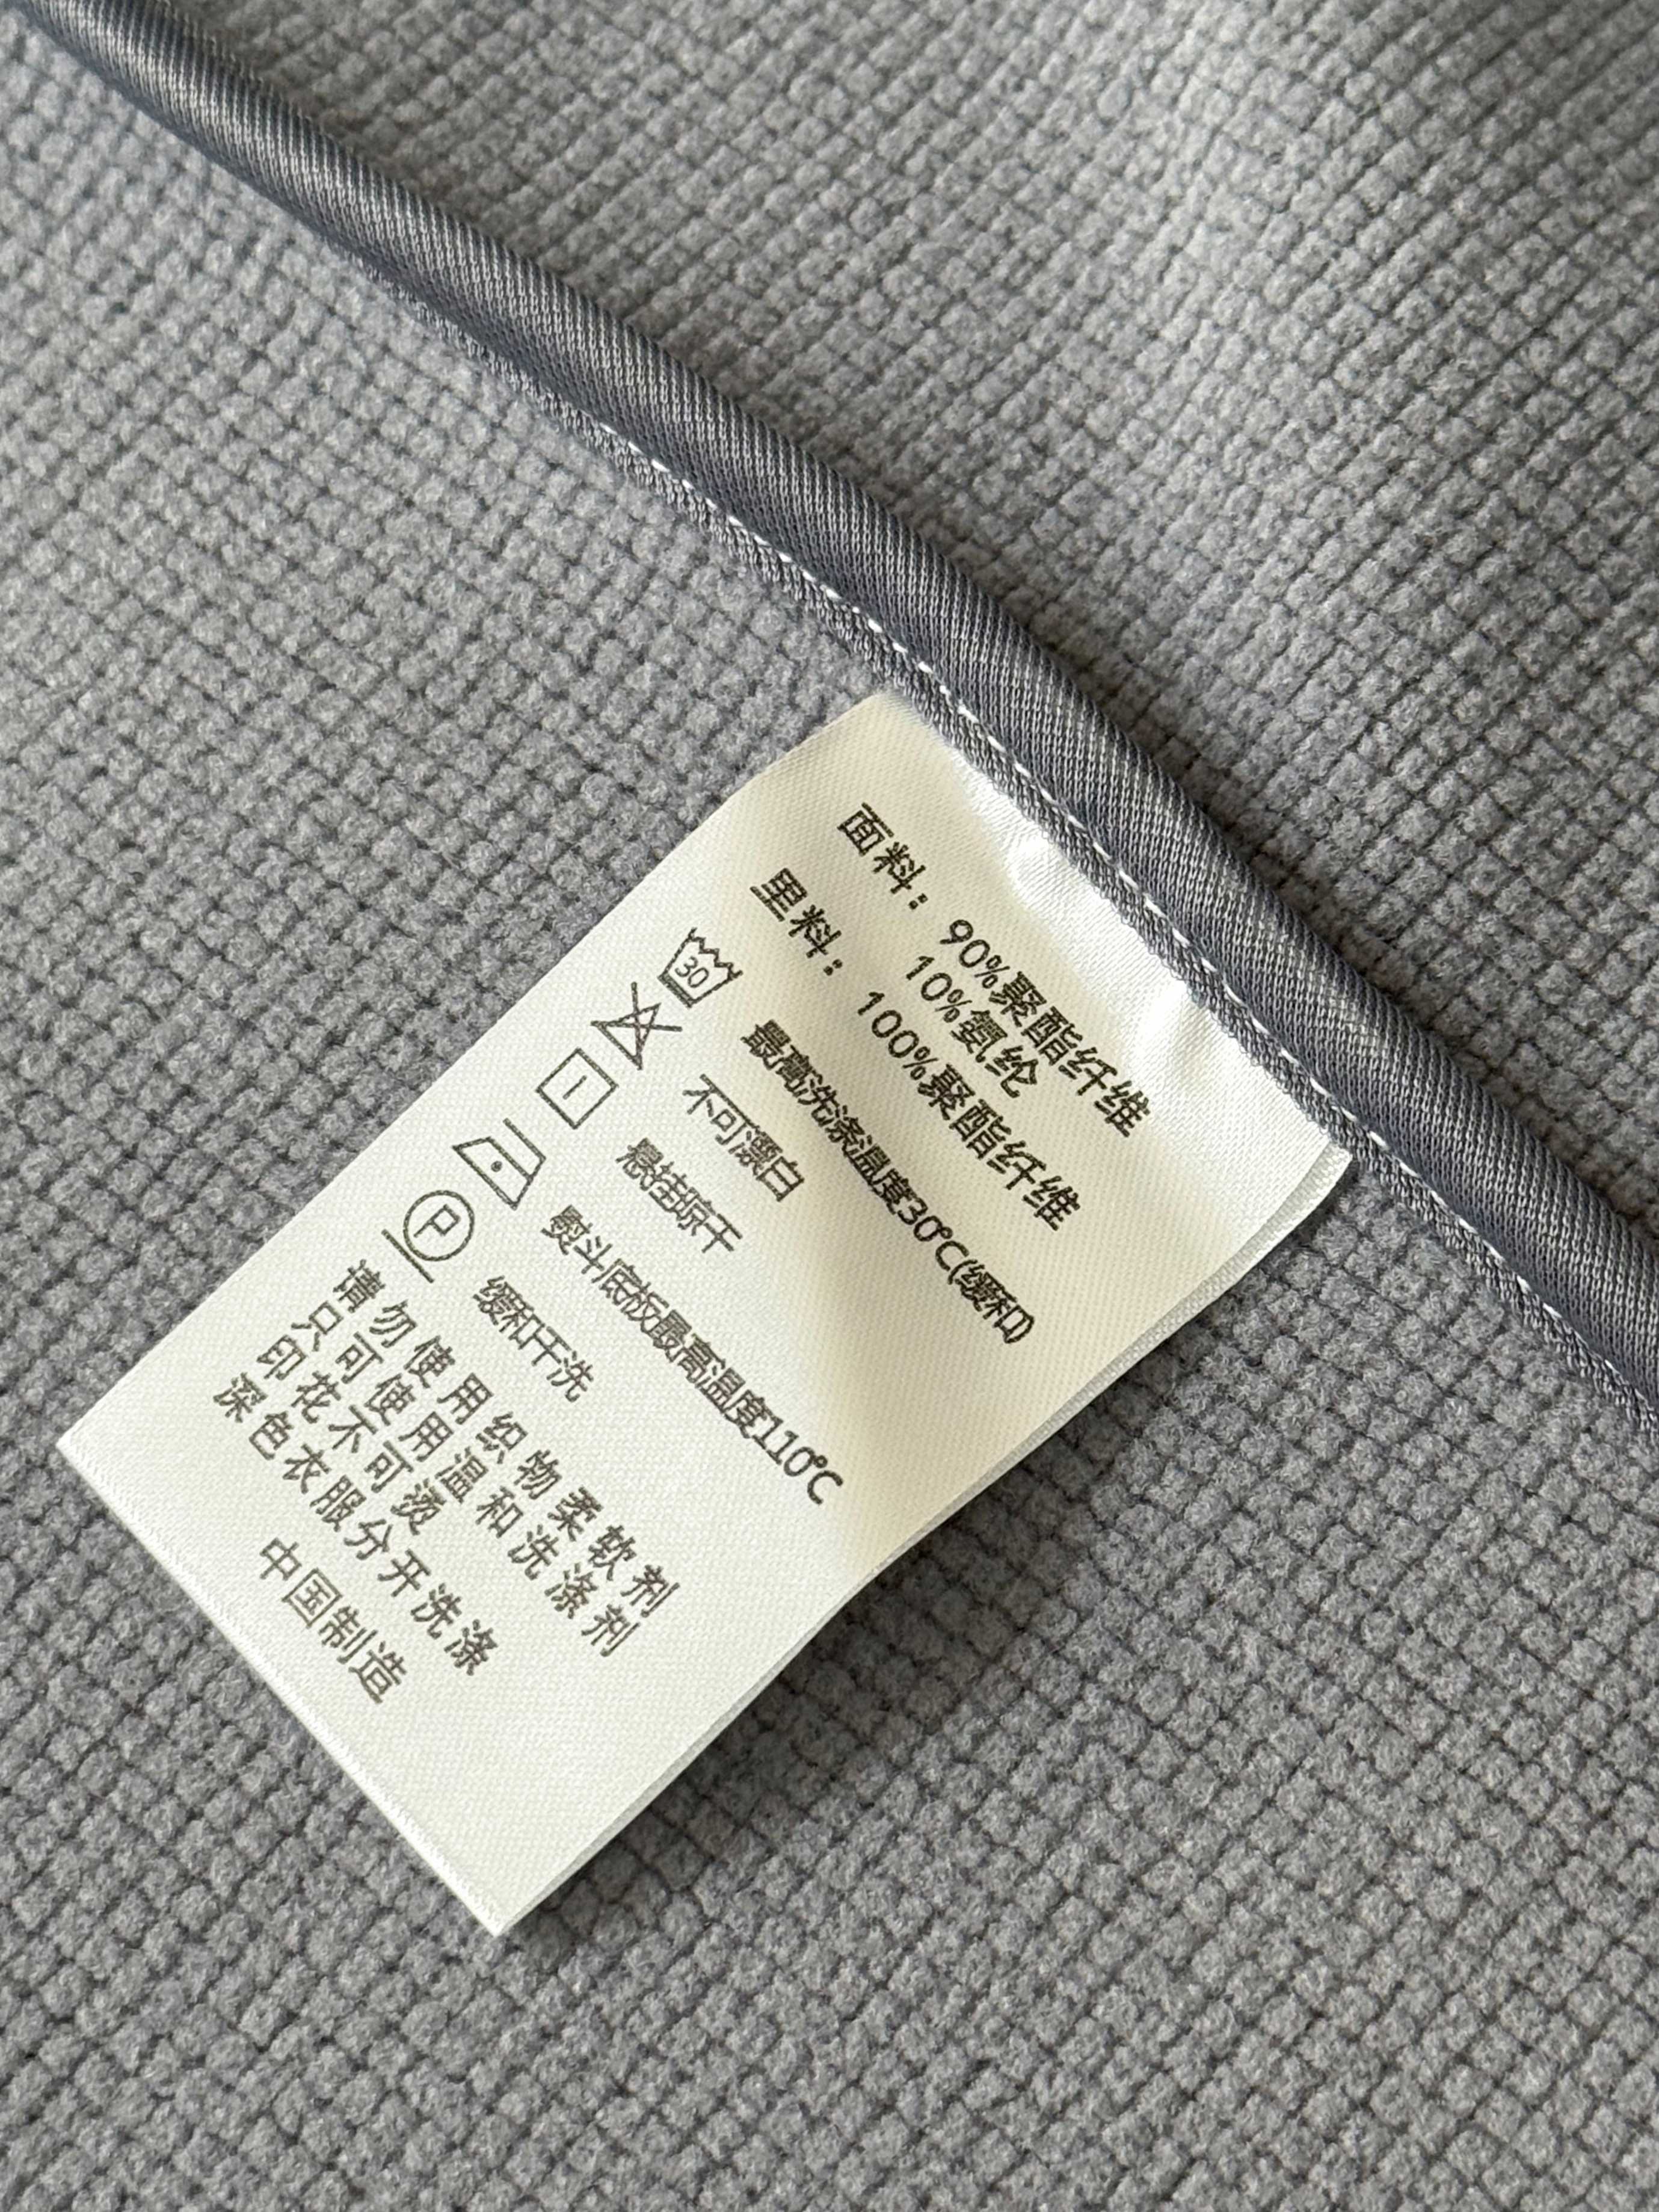 面料： 90%聚酯纤维
10%氨纶
里料： 100%聚酯纤维
30 最高洗涤温度30℃(缓和)
不可漂白
悬挂晾干
熨斗底板最高温度110℃
P 缓和干洗
请勿使用织物柔软剂
只可使用温和洗涤剂
印花不可烫
深色衣服分开洗涤
中国制造